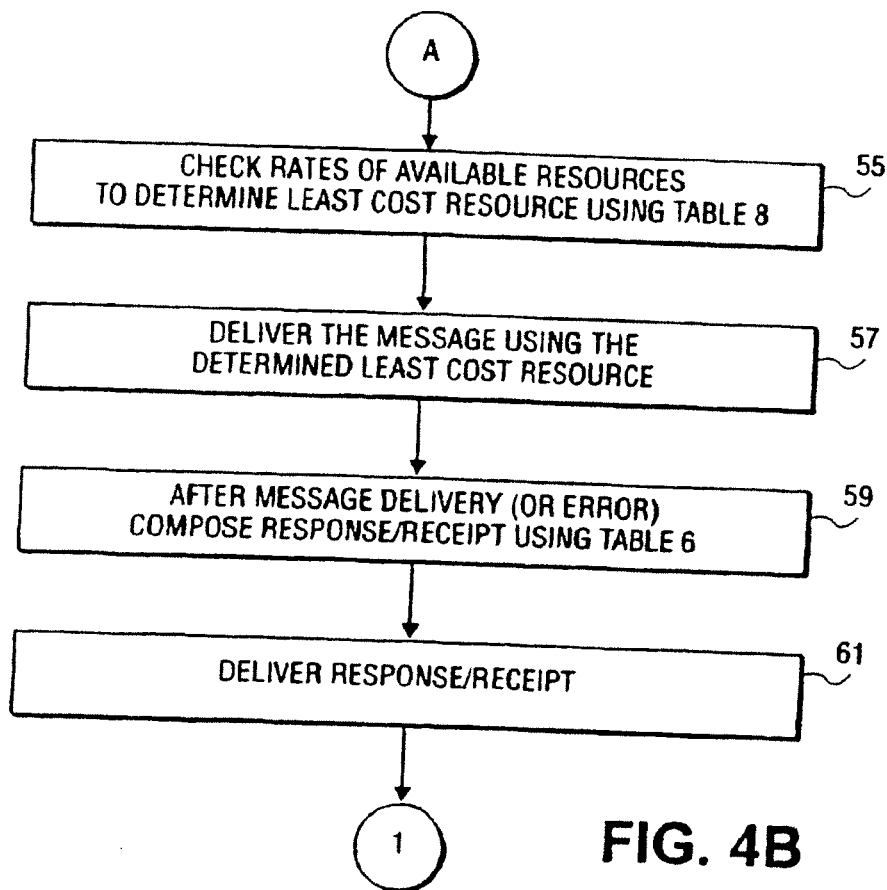 A
CHECK RATES OF AVAILABLE RESOURCES
TO DETERMINE LEAST COST RESOURCE USING TABLE 8
55
DELIVER THE MESSAGE USING THE
DETERMINED LEAST COST RESOURCE
57
AFTER MESSAGE DELIVERY (OR ERROR)
COMPOSE RESPONSE/RECEIPT USING TABLE 6
59
DELIVER RESPONSE/RECEIPT
61
1
FIG. 4B